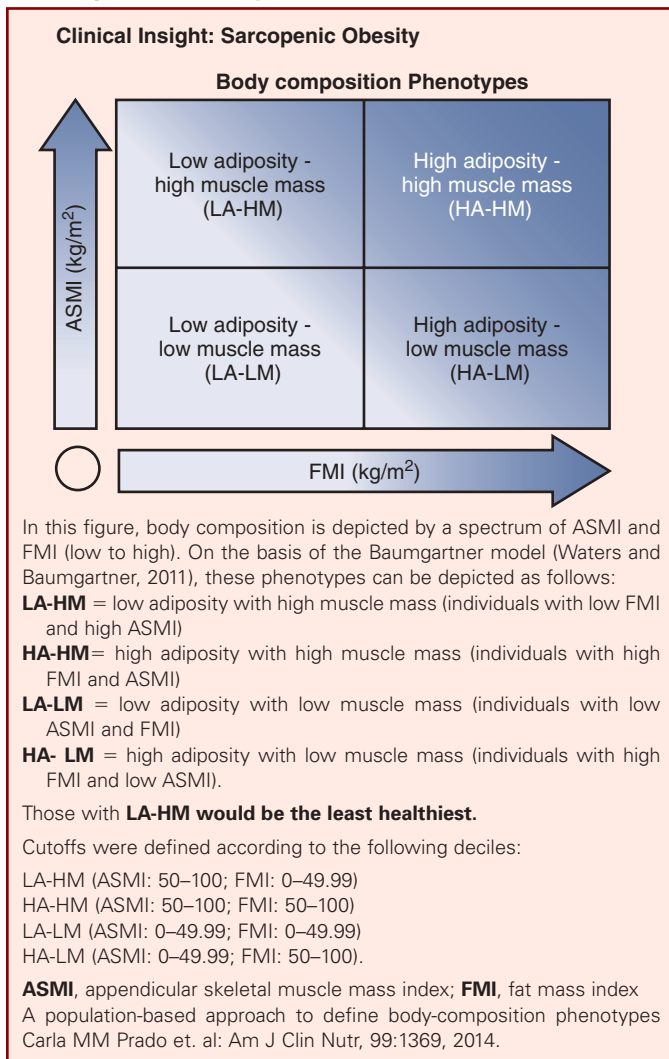 Clinical Insight: Sarcopenic Obesity
Body composition Phenotypes
ASMI (kg/m²)
Low adiposity -
high muscle mass
(LA-HM)
High adiposity -
high muscle mass
(HA-HM)
Low adiposity -
low muscle mass
(LA-LM)
High adiposity -
low muscle mass
(HA-LM)
FMI (kg/m²)
In this figure, body composition is depicted by a spectrum of ASMI and
FMI (low to high). On the basis of the Baumgartner model (Waters and
Baumgartner, 2011), these phenotypes can be depicted as follows:
LA-HM = low adiposity with high muscle mass (individuals with low FMI
and high ASMI)
HA-HM= high adiposity with high muscle mass (individuals with high
FMI and ASMI)
LA-LM = low adiposity with low muscle mass (individuals with low
ASMI and FMI)
HA- LM = high adiposity with low muscle mass (individuals with high
FMI and low ASMI).
Those with LA-HM would be the least healthiest.
Cutoffs were defined according to the following deciles:
LA-HM (ASMI: 50–100; FMI: 0–49.99)
HA-HM (ASMI: 50–100; FMI: 50–100)
LA-LM (ASMI: 0–49.99; FMI: 0–49.99)
HA-LM (ASMI: 0–49.99; FMI: 50–100).
ASMI, appendicular skeletal muscle mass index; FMI, fat mass index
A population-based approach to define body-composition phenotypes
Carla MM Prado et. al: Am J Clin Nutr, 99:1369, 2014.